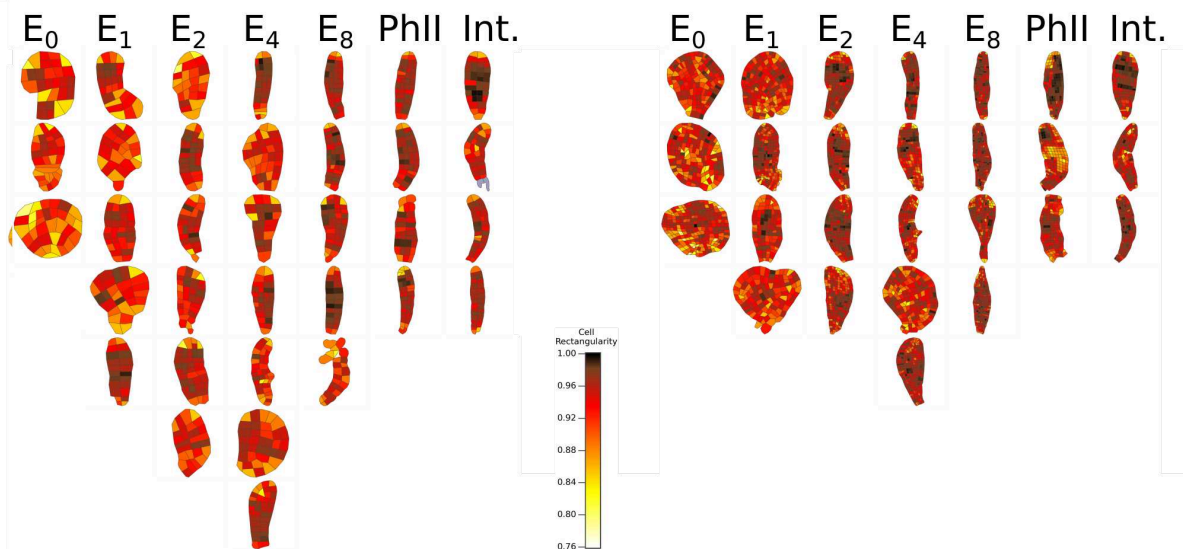 E₀ E₁ E₂ E₄ E₈ PhII Int. E₀ E₁ E₂ E₄ E₈ PhII Int.
Cell
Rectangularity
1.00
0.96
0.92
0.88
0.84
0.80
0.76